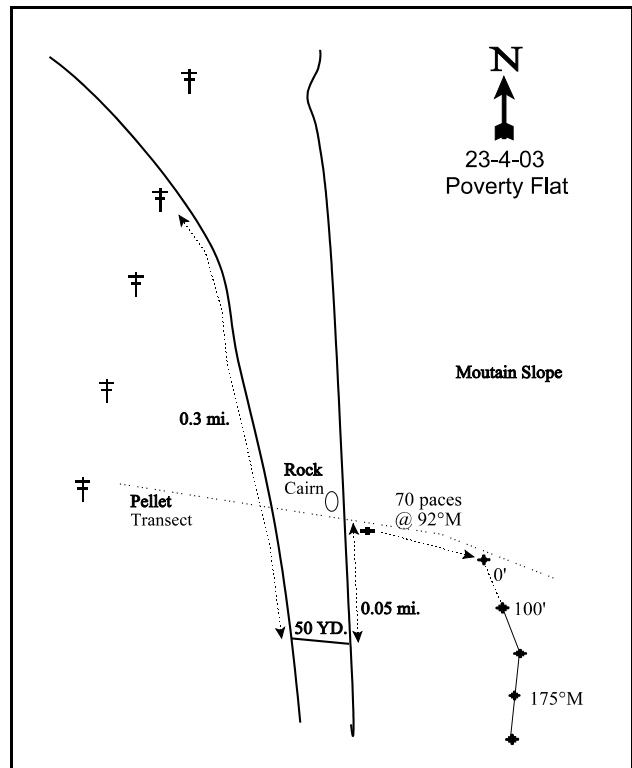 N
23-4-03
Poverty Flat
Moutain Slope
0.3 mi.
Rock
Cairn
70 paces
@ 92°M
Pellet
Transect
0'
0.05 mi.
100'
50 YD.
175°M